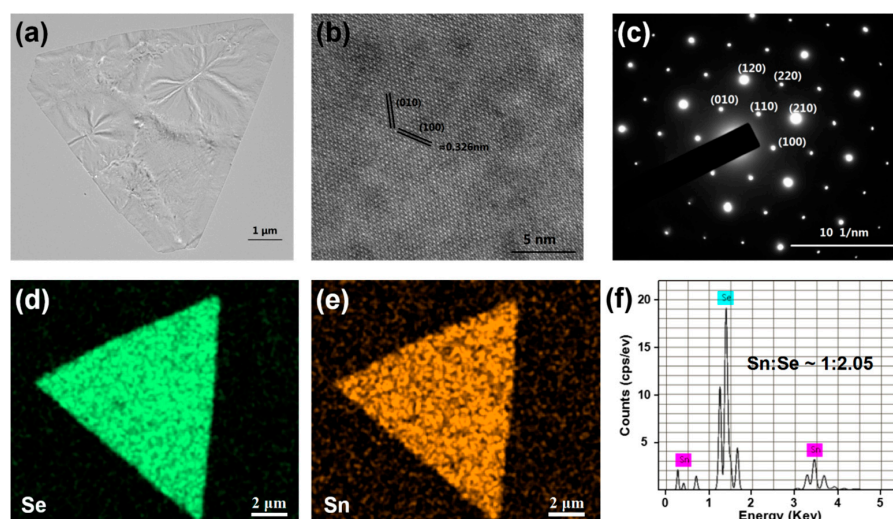 (a)
1 μm
(b)
(010)
(100)
=0.326nm
5 nm
(c)
(120)
(220)
(010)
(110)
(210)
(100)
10 1/nm
(d)
Se
2 μm
(e)
Sn
2 μm
(f)
Counts (cps/ev)
20
15
10
5
Se
Sn:Se ~ 1:2.05
Sn
Sn
0
1
2
3
4
5
Energy (Kev)